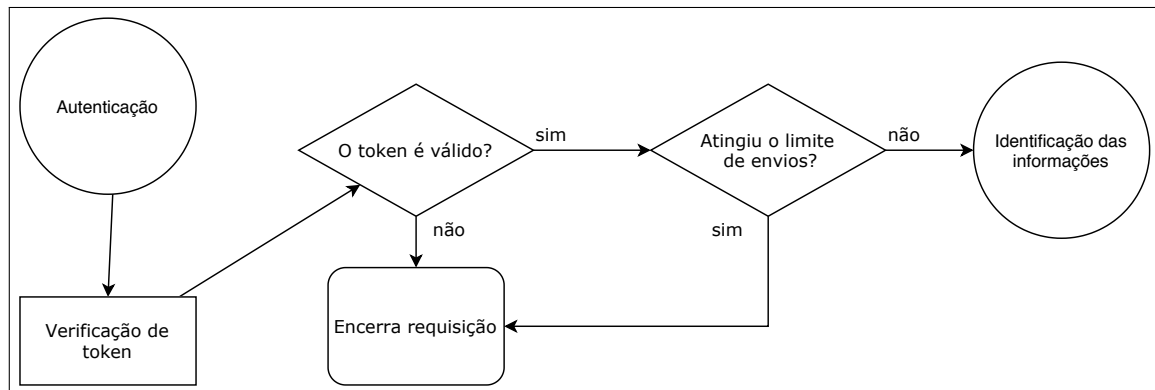 Autenticação
Verificação de
token
O token é válido?
sim
não
Encerra requisição
Atingiu o limite
de envios?
não
sim
Identificação das
informações